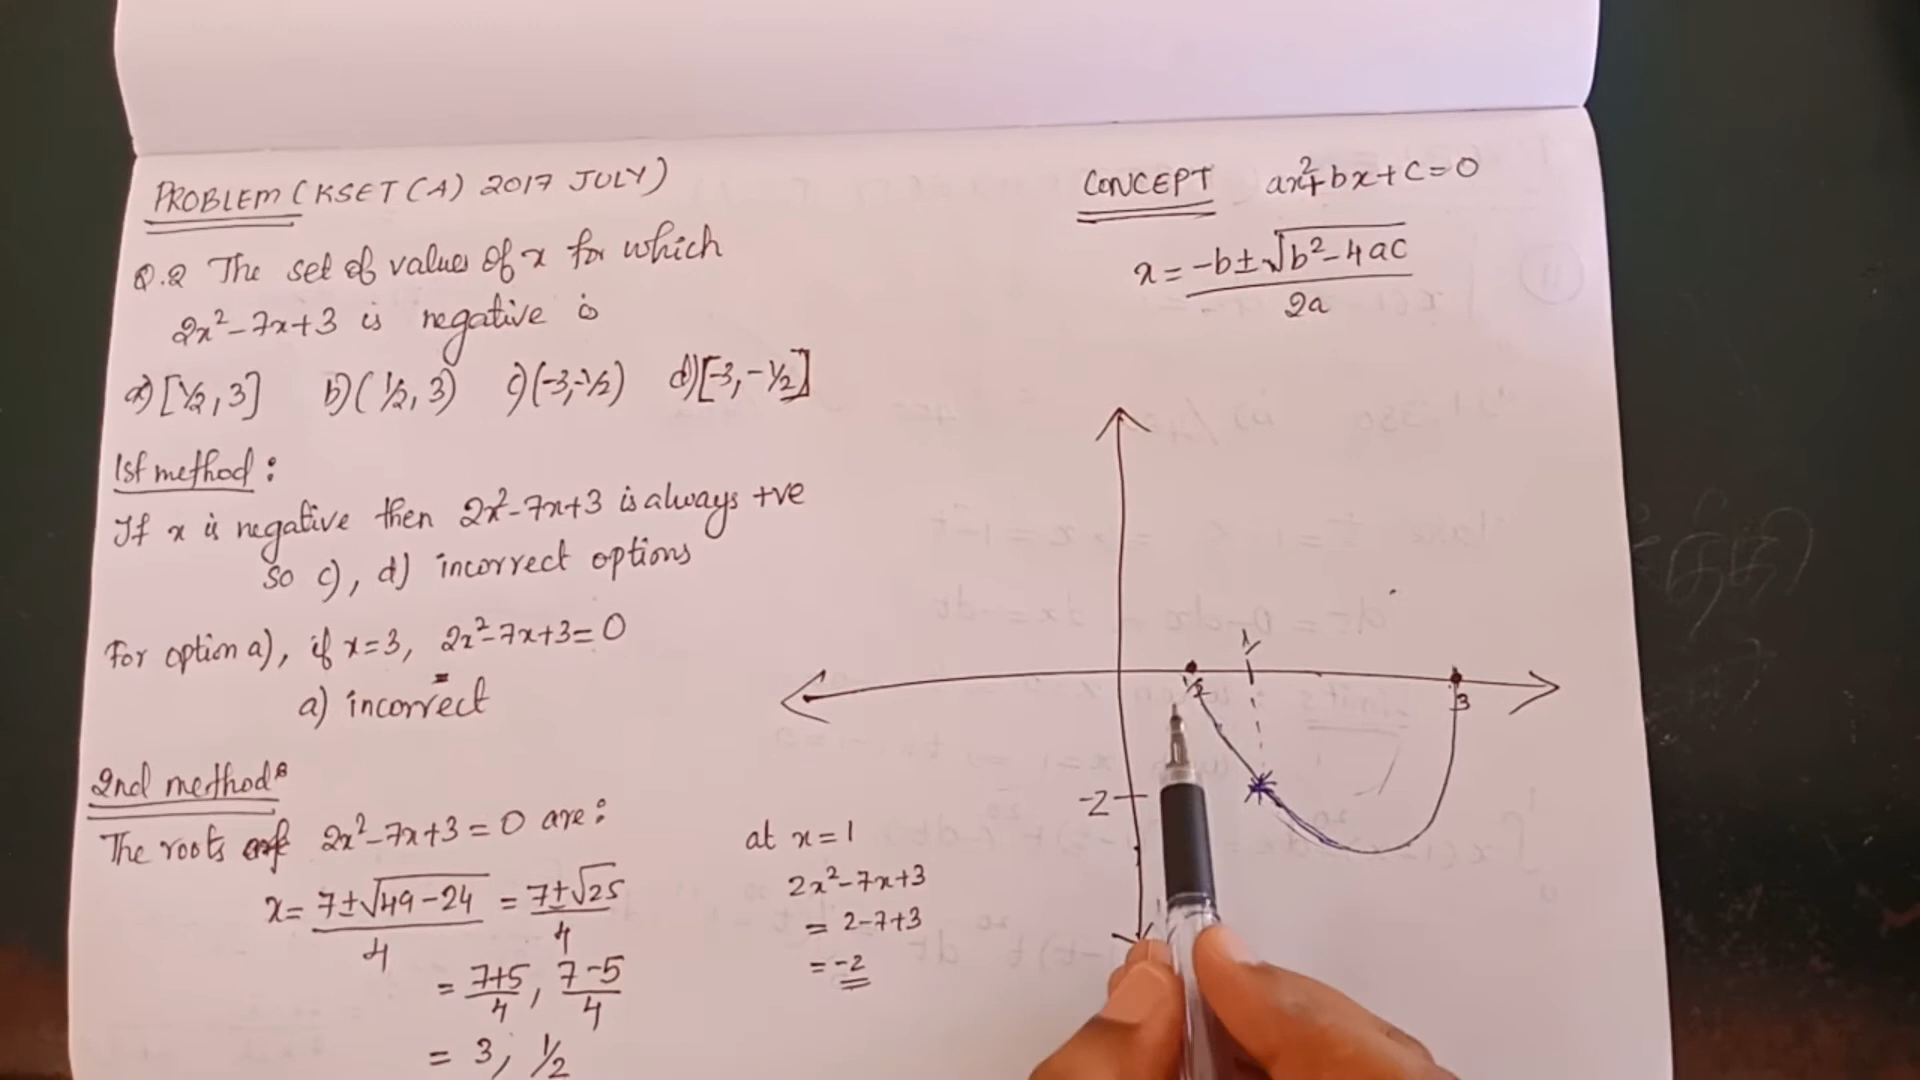 PROBLEM (KSET(A) 2017 JULY)
Q.2 The set of values of x for which
2x²-7x+3 is negative is
a) [1/2, 3] b) (1/2, 3) c) (-3, -1/2) d) [-3, -1/2]
1st method:
If x is negative then 2x²-7x+3 is always +ve
so c), d) incorrect options
For option a), if x=3, 2x²-7x+3=0
a) incorrect
2nd method:
The roots of 2x²-7x+3=0 are:
x = 7±√49-24 / 4 = 7±√25 / 4
= 7+5/4, 7-5/4
= 3, 1/2
at x=1
2x²-7x+3
= 2-7+3
= -2
CONCEPT ax²+bx+c=0
x = -b±√b²-4ac / 2a
1
1/2
3
-2